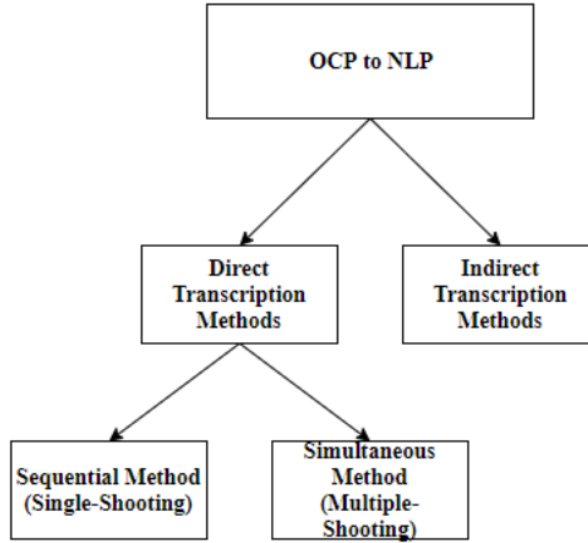 OCP to NLP
Direct
Transcription
Methods
Indirect
Transcription
Methods
Sequential Method
(Single-Shooting)
Simultaneous
Method
(Multiple-
Shooting)